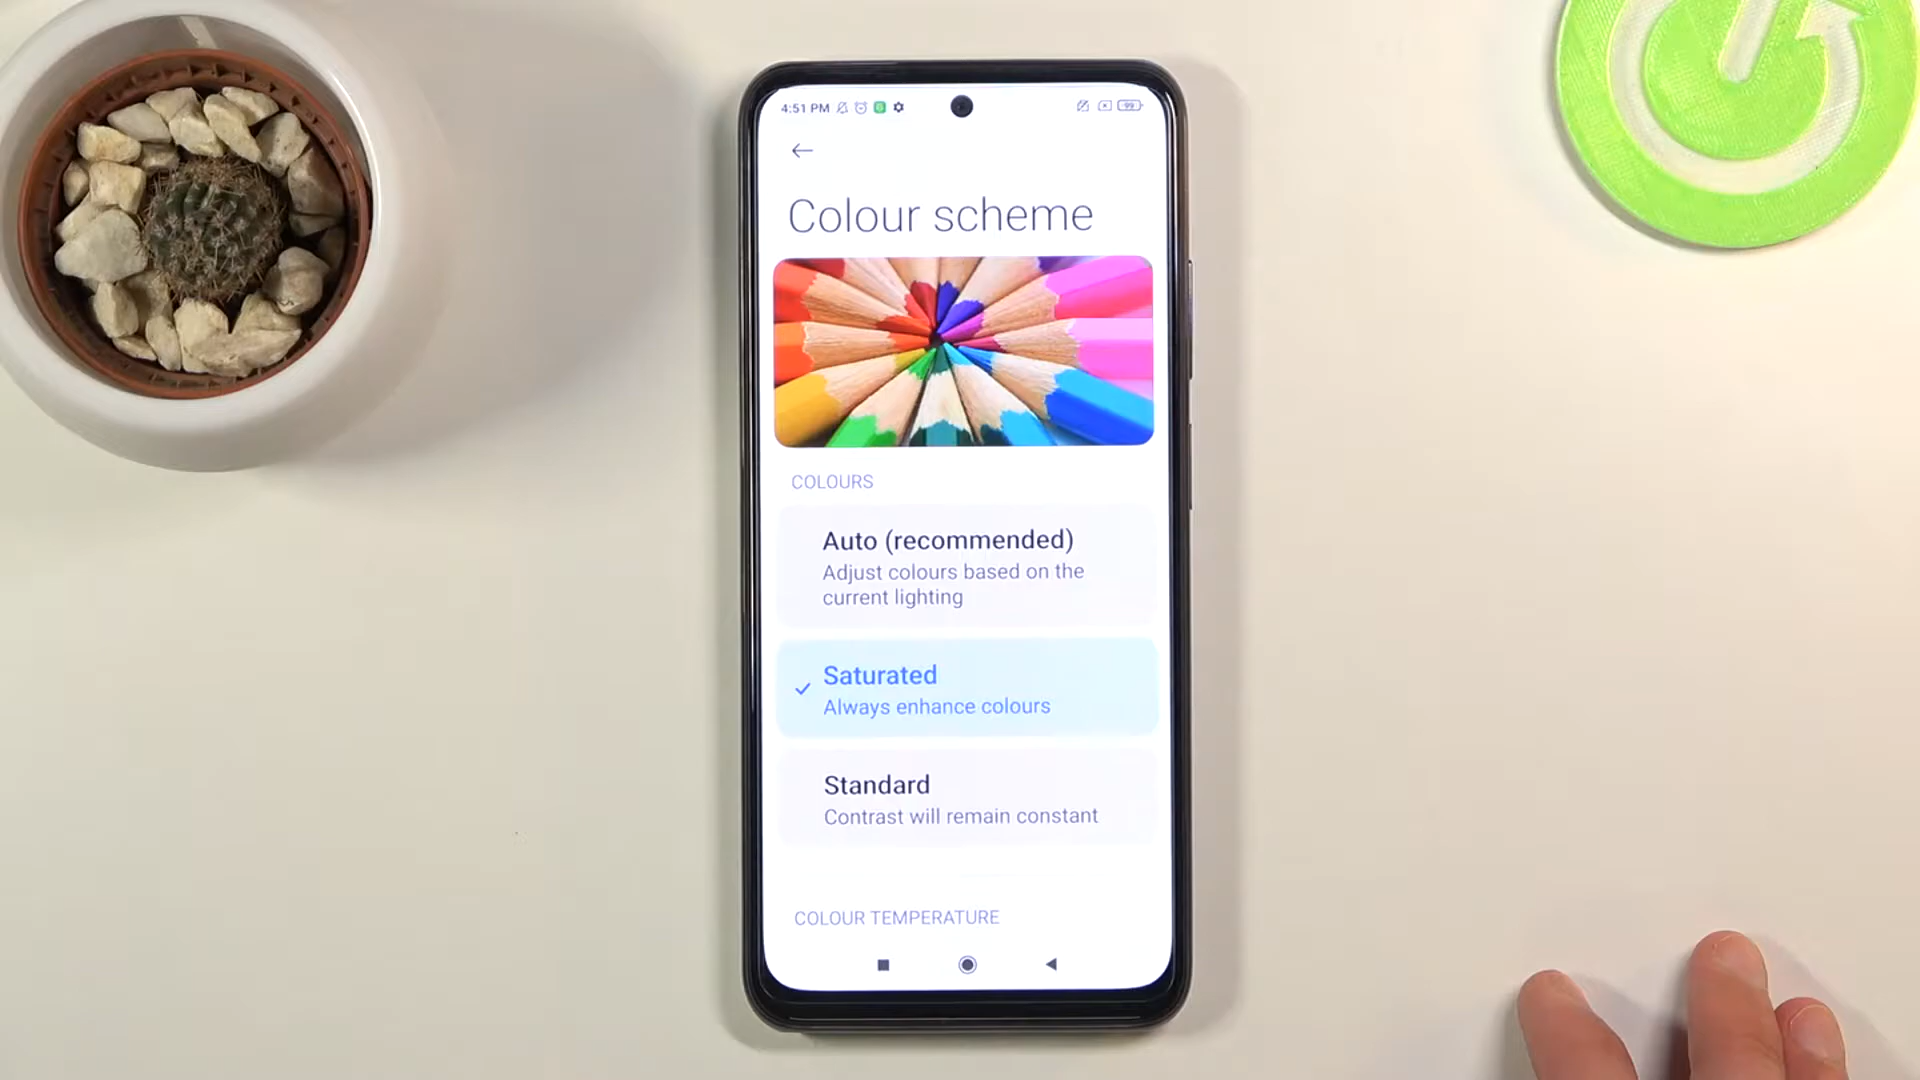 4:51 PM 99
Colour scheme
COLOURS
Auto (recommended)
Adjust colours based on the
current lighting
Saturated
Always enhance colours
Standard
Contrast will remain constant
COLOUR TEMPERATURE